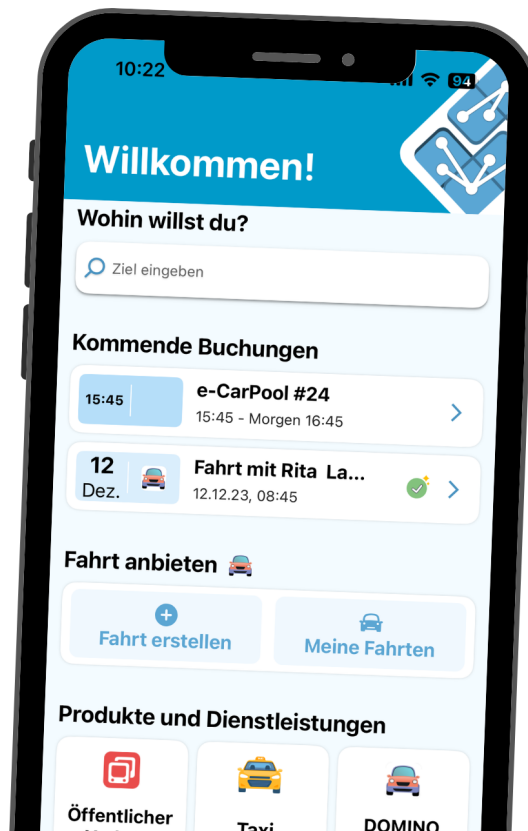 10:22
94
Willkommen!
Wohin willst du?
Ziel eingeben
Kommende Buchungen
15:45
e-CarPool #24
15:45 - Morgen 16:45
12
Dez.
Fahrt mit Rita La...
12.12.23, 08:45
Fahrt anbieten
Fahrt erstellen
Meine Fahrten
Produkte und Dienstleistungen
Öffentlicher
Taxi
DOMINO